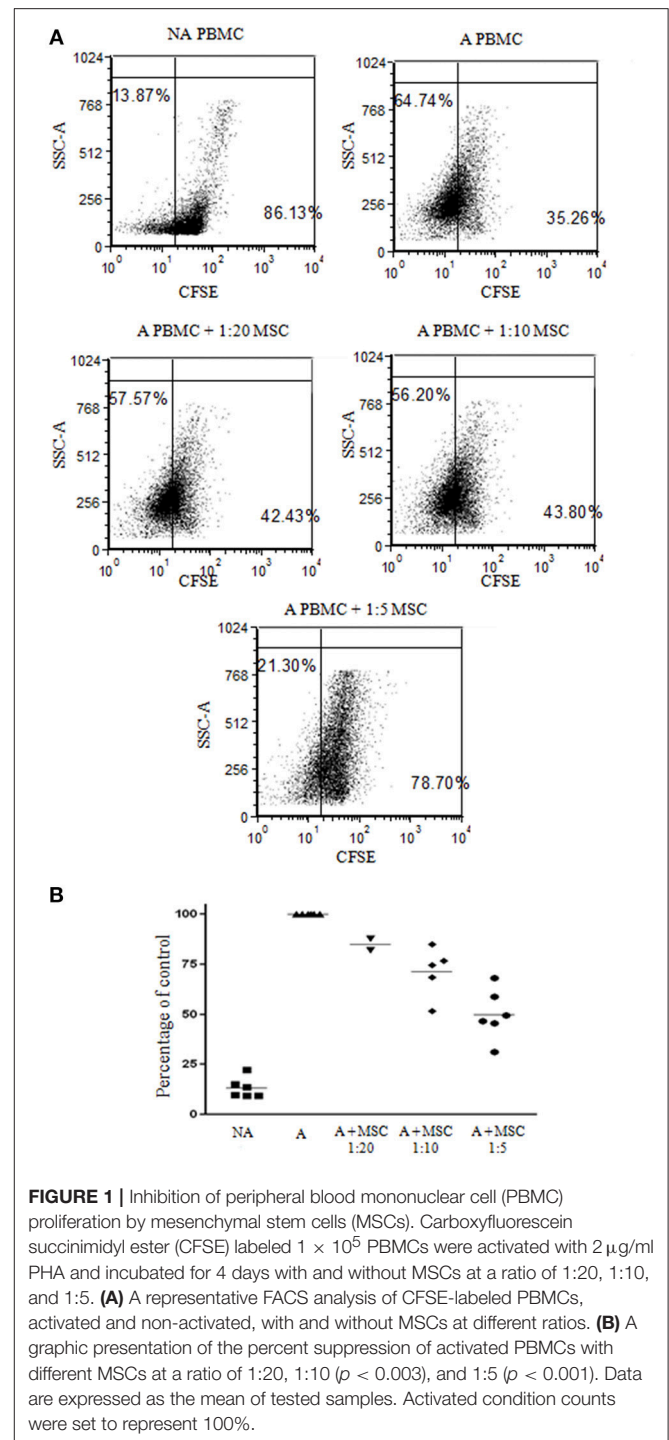 A
NA PBMC
1024
768
512
256
0
SSC-A
13.87%
86.13%
10^0 10^1 10^2 10^3 10^4
CFSE
A PBMC
1024
768
512
256
0
SSC-A
64.74%
35.26%
10^0 10^1 10^2 10^3 10^4
CFSE
A PBMC + 1:20 MSC
1024
768
512
256
0
SSC-A
57.57%
42.43%
10^0 10^1 10^2 10^3 10^4
CFSE
A PBMC + 1:10 MSC
1024
768
512
256
0
SSC-A
56.20%
43.80%
10^0 10^1 10^2 10^3 10^4
CFSE
A PBMC + 1:5 MSC
1024
768
512
256
0
SSC-A
21.30%
78.70%
10^0 10^1 10^2 10^3 10^4
CFSE
B
Percentage of control
100
75
50
25
0
NA A A+MSC A+MSC A+MSC
1:20 1:10 1:5
FIGURE 1 | Inhibition of peripheral blood mononuclear cell (PBMC)
proliferation by mesenchymal stem cells (MSCs). Carboxyfluorescein
succinimidyl ester (CFSE) labeled 1 × 10^5 PBMCs were activated with 2 μg/ml
PHA and incubated for 4 days with and without MSCs at a ratio of 1:20, 1:10,
and 1:5. (A) A representative FACS analysis of CFSE-labeled PBMCs,
activated and non-activated, with and without MSCs at different ratios. (B) A
graphic presentation of the percent suppression of activated PBMCs with
different MSCs at a ratio of 1:20, 1:10 (p < 0.003), and 1:5 (p < 0.001). Data
are expressed as the mean of tested samples. Activated condition counts
were set to represent 100%.